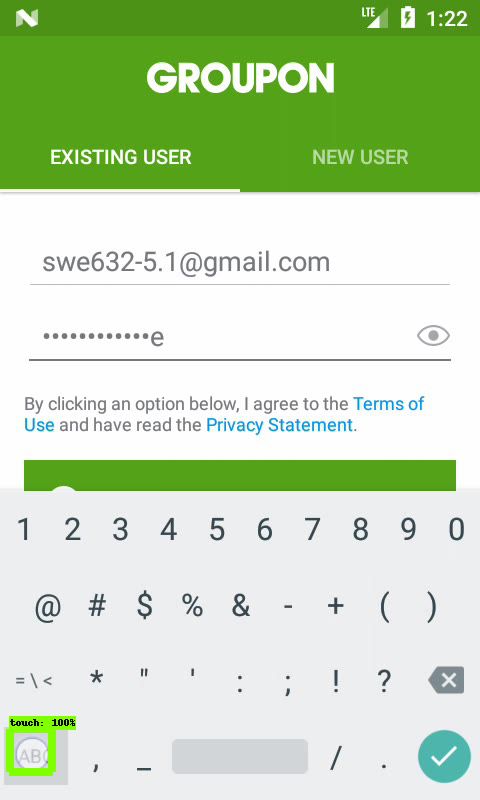 LTE 1:22
GROUPON
EXISTING USER NEW USER
swe632-5.1@gmail.com
••••••••••••e
By clicking an option below, I agree to the Terms of
Use and have read the Privacy Statement.
1 2 3 4 5 6 7 8 9 0
@ # $ % & - + ( )
= \ < * " ' : ; ! ?
touch: 100%
ABC , _ / .